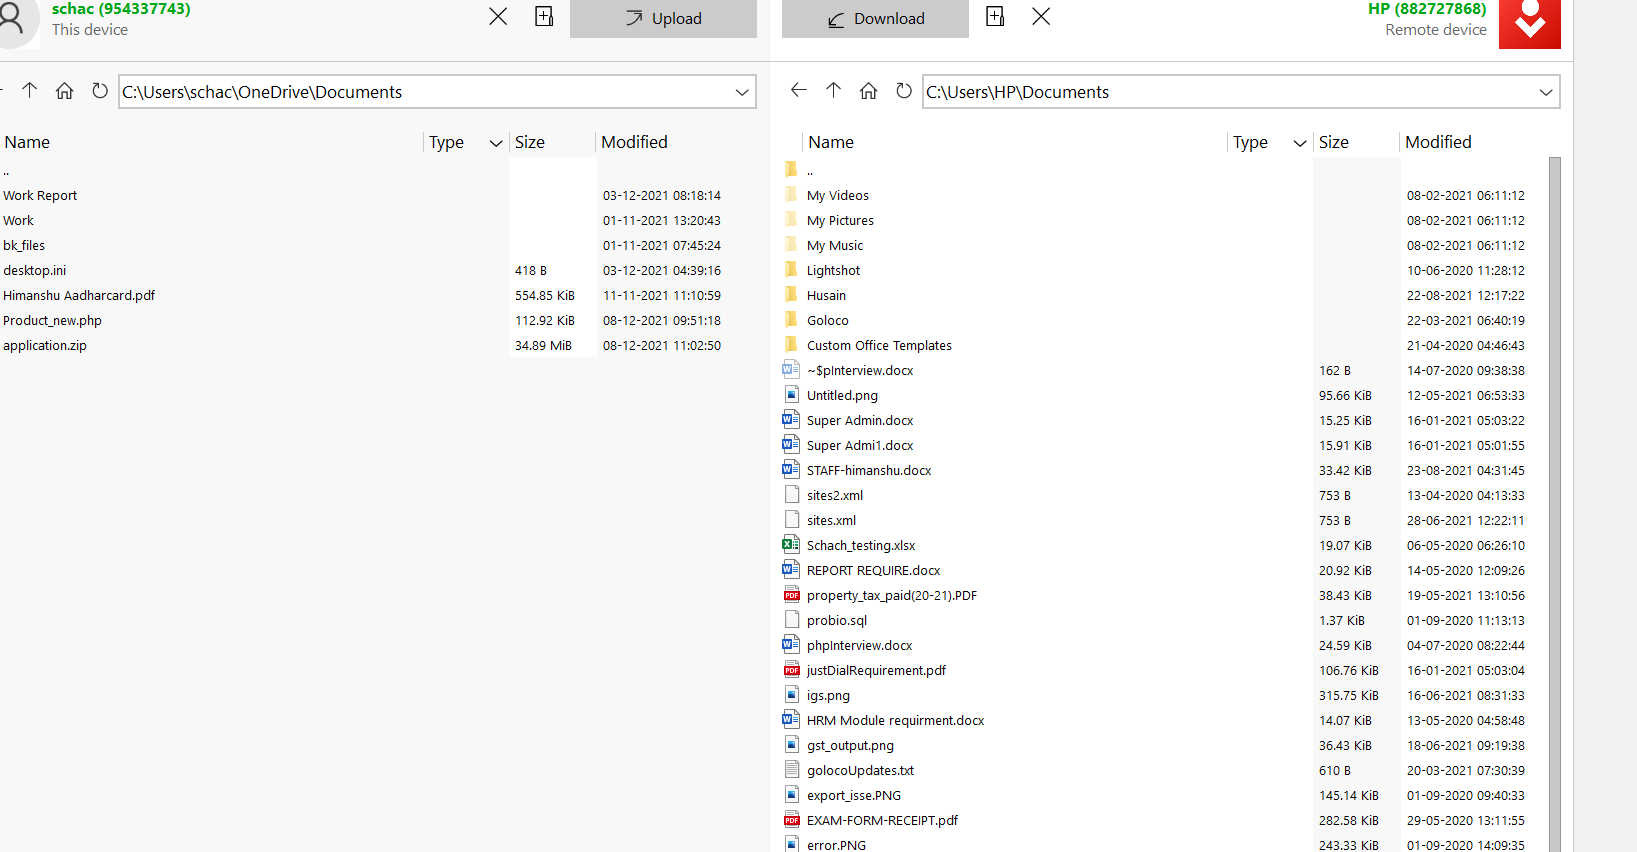 schac (954337743)
This device
Upload
Download
HP (882727868)
Remote device
C:\Users\schac\OneDrive\Documents
C:\Users\HP\Documents
Name Type Size Modified
..
Work Report 03-12-2021 08:18:14
Work 01-11-2021 13:20:43
bk_files 01-11-2021 07:45:24
desktop.ini 418 B 03-12-2021 04:39:16
Himanshu Aadharcard.pdf 554.85 KiB 11-11-2021 11:10:59
Product_new.php 112.92 KiB 08-12-2021 09:51:18
application.zip 34.89 MiB 08-12-2021 11:02:50
Name Type Size Modified
..
My Videos 08-02-2021 06:11:12
My Pictures 08-02-2021 06:11:12
My Music 08-02-2021 06:11:12
Lightshot 10-06-2020 11:28:12
Husain 22-08-2021 12:17:22
Goloco 22-03-2021 06:40:19
Custom Office Templates 21-04-2020 04:46:43
~$pInterview.docx 162 B 14-07-2020 09:38:38
Untitled.png 95.66 KiB 12-05-2021 06:53:33
Super Admin.docx 15.25 KiB 16-01-2021 05:03:22
Super Admi1.docx 15.91 KiB 16-01-2021 05:01:55
STAFF-himanshu.docx 33.42 KiB 23-08-2021 04:31:45
sites2.xml 753 B 13-04-2020 04:13:33
sites.xml 753 B 28-06-2021 12:22:11
Schach_testing.xlsx 19.07 KiB 06-05-2020 06:26:10
REPORT REQUIRE.docx 20.92 KiB 14-05-2020 12:09:26
property_tax_paid(20-21).PDF 38.43 KiB 19-05-2021 13:10:56
probio.sql 1.37 KiB 01-09-2020 11:13:13
phpInterview.docx 24.59 KiB 04-07-2020 08:22:44
justDialRequirement.pdf 106.76 KiB 16-01-2021 05:03:04
igs.png 315.75 KiB 16-06-2021 08:31:33
HRM Module requirment.docx 14.07 KiB 13-05-2020 04:58:48
gst_output.png 36.43 KiB 18-06-2021 09:19:38
golocoUpdates.txt 610 B 20-03-2021 07:30:39
export_isse.PNG 145.14 KiB 01-09-2020 09:40:33
EXAM-FORM-RECEIPT.pdf 282.58 KiB 29-05-2020 13:11:55
error.PNG 243.33 KiB 01-09-2020 14:09:35